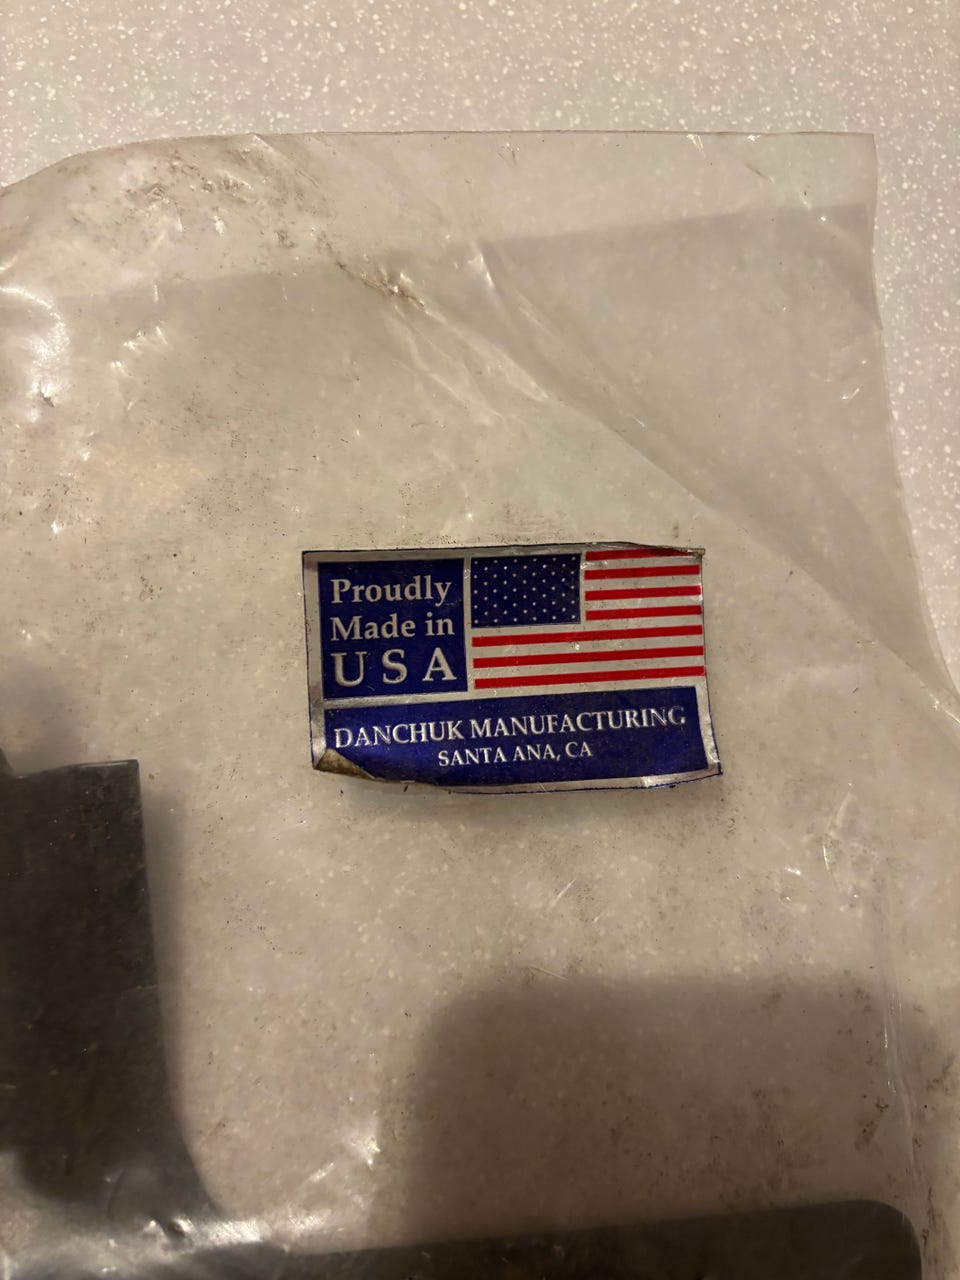 Proudly
Made in
USA
DANCHUK MANUFACTURING
SANTA ANA, CA